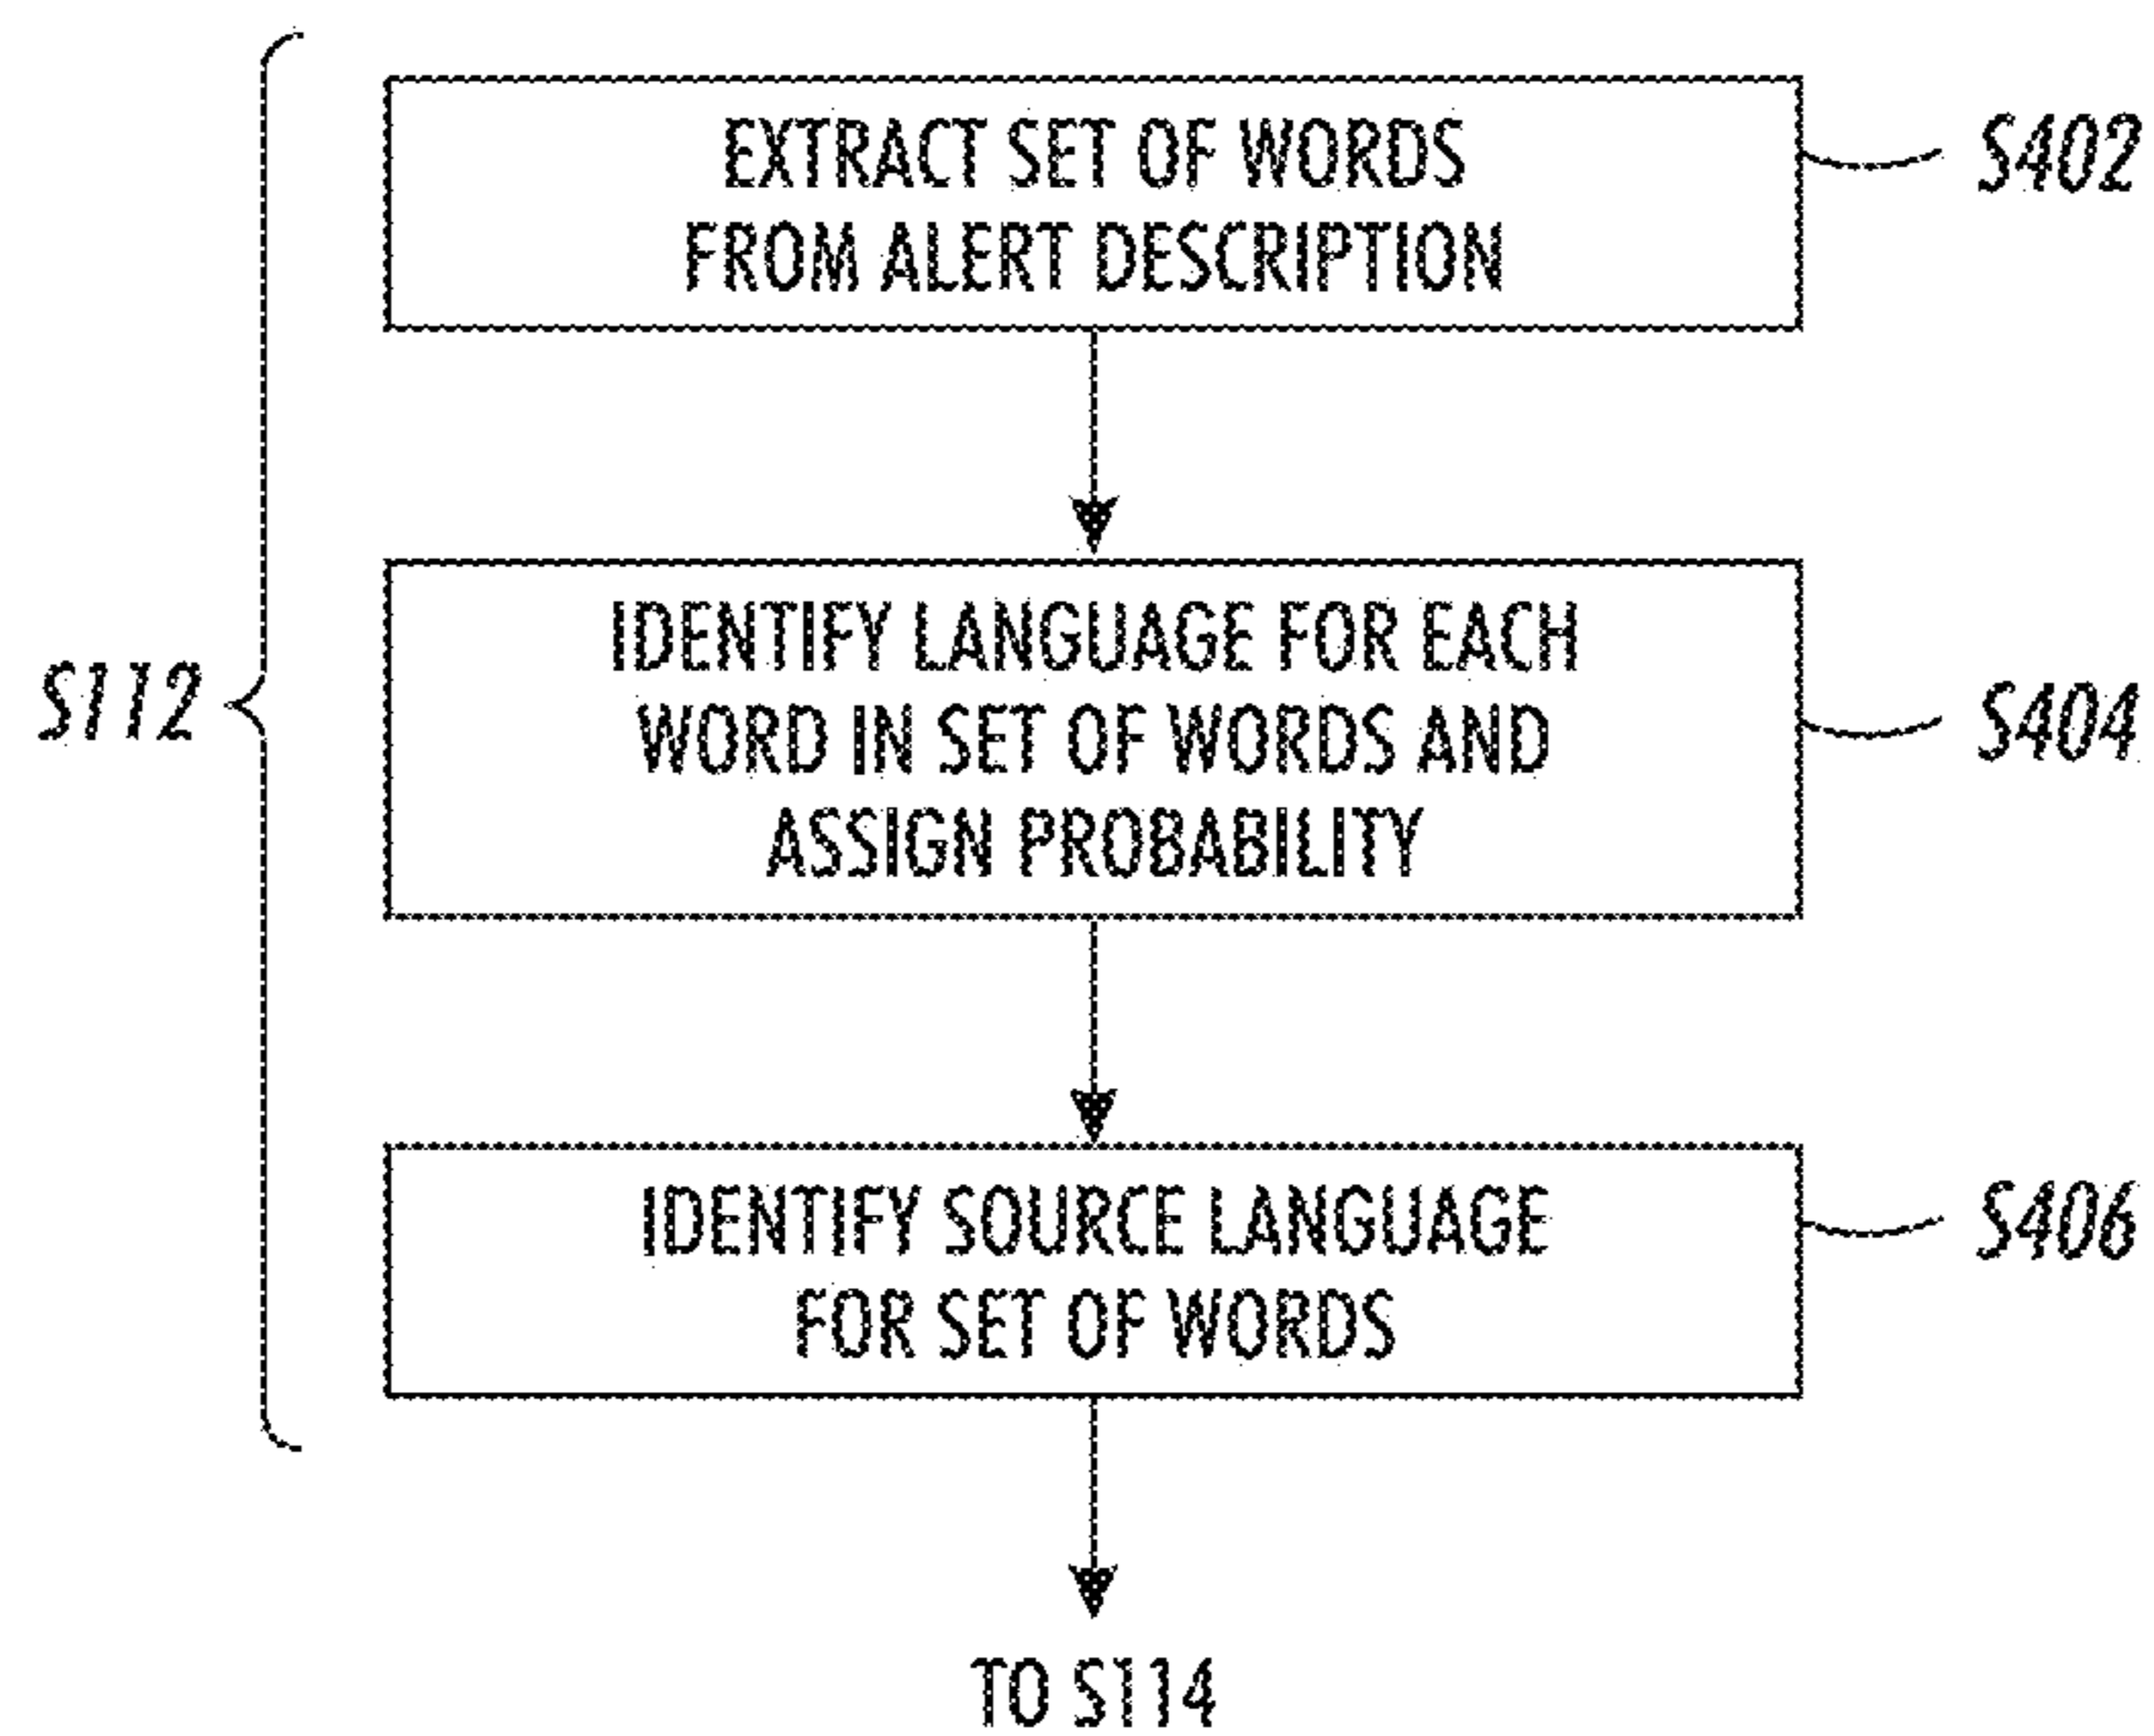 EXTRACT SET OF WORDS
FROM ALERT DESCRIPTION
S402
IDENTIFY LANGUAGE FOR EACH
WORD IN SET OF WORDS AND
ASSIGN PROBABILITY
S404
S112
IDENTIFY SOURCE LANGUAGE
FOR SET OF WORDS
S406
TO S114